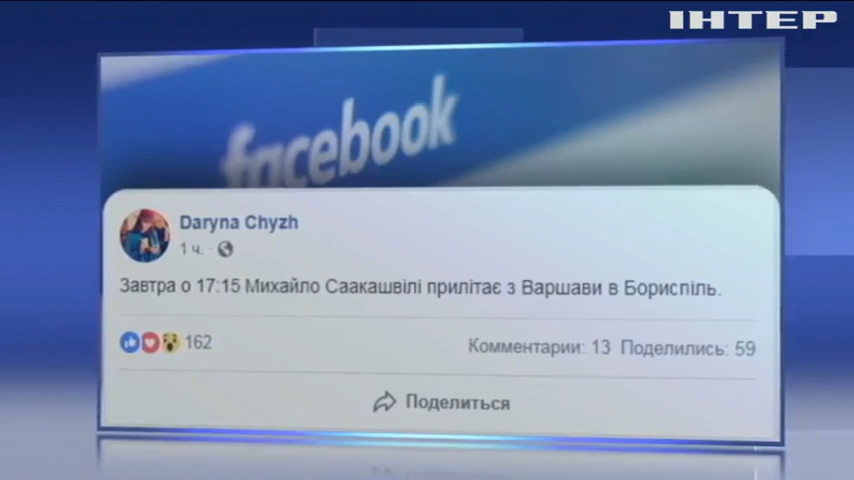 ІНТЕР
facebook
Daryna Chyzh
1 ч. ·
Завтра о 17:15 Михайло Саакашвілі прилітає з Варшави в Бориспіль.
162
Комментарии: 13 Поделились: 59
Поделиться